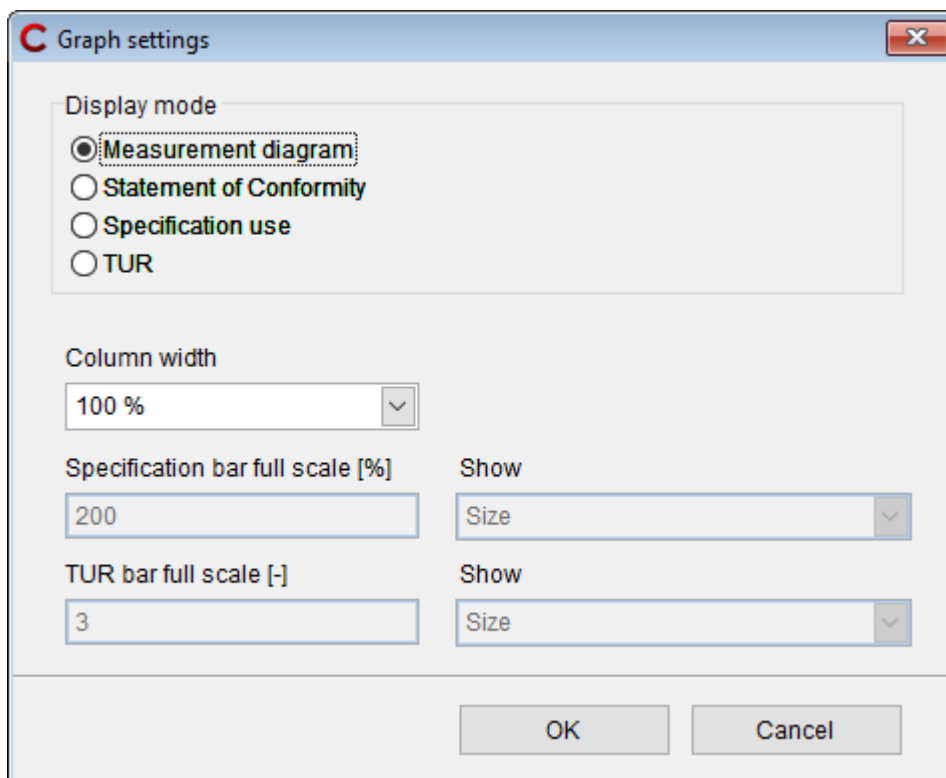 Graph settings
Display mode
Measurement diagram
Statement of Conformity
Specification use
TUR
Column width
100 %
Specification bar full scale [%] Show
200 Size
TUR bar full scale [-] Show
3 Size
OK Cancel